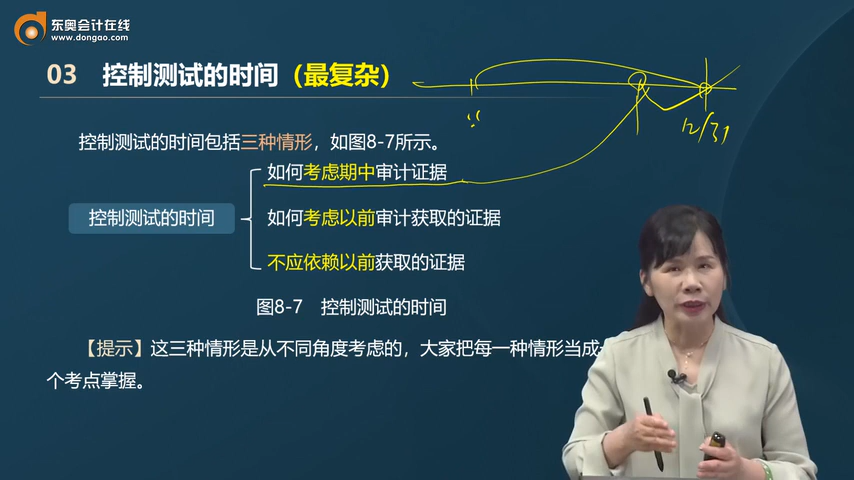 东奥会计在线
www.dongao.com
03 控制测试的时间（最复杂）
12/31
控制测试的时间包括三种情形，如图8-7所示。
如何考虑期中审计证据
控制测试的时间
如何考虑以前审计获取的证据
不应依赖以前获取的证据
图8-7 控制测试的时间
【提示】这三种情形是从不同角度考虑的，大家把每一种情形当成
个考点掌握。